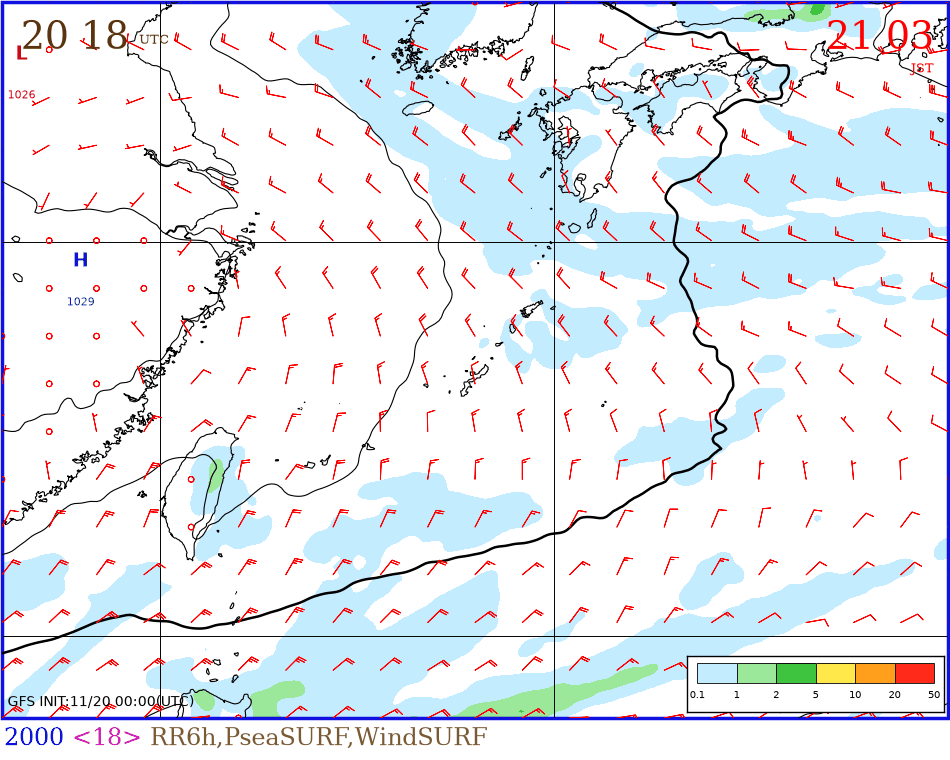 20 18 UTC
21 03
JST
L
1026
H
1029
GFS INIT:11/20 00:00(UTC)
0.1 1 2 5 10 20 50
2000 <18> RR6h,PseaSURF,WindSURF